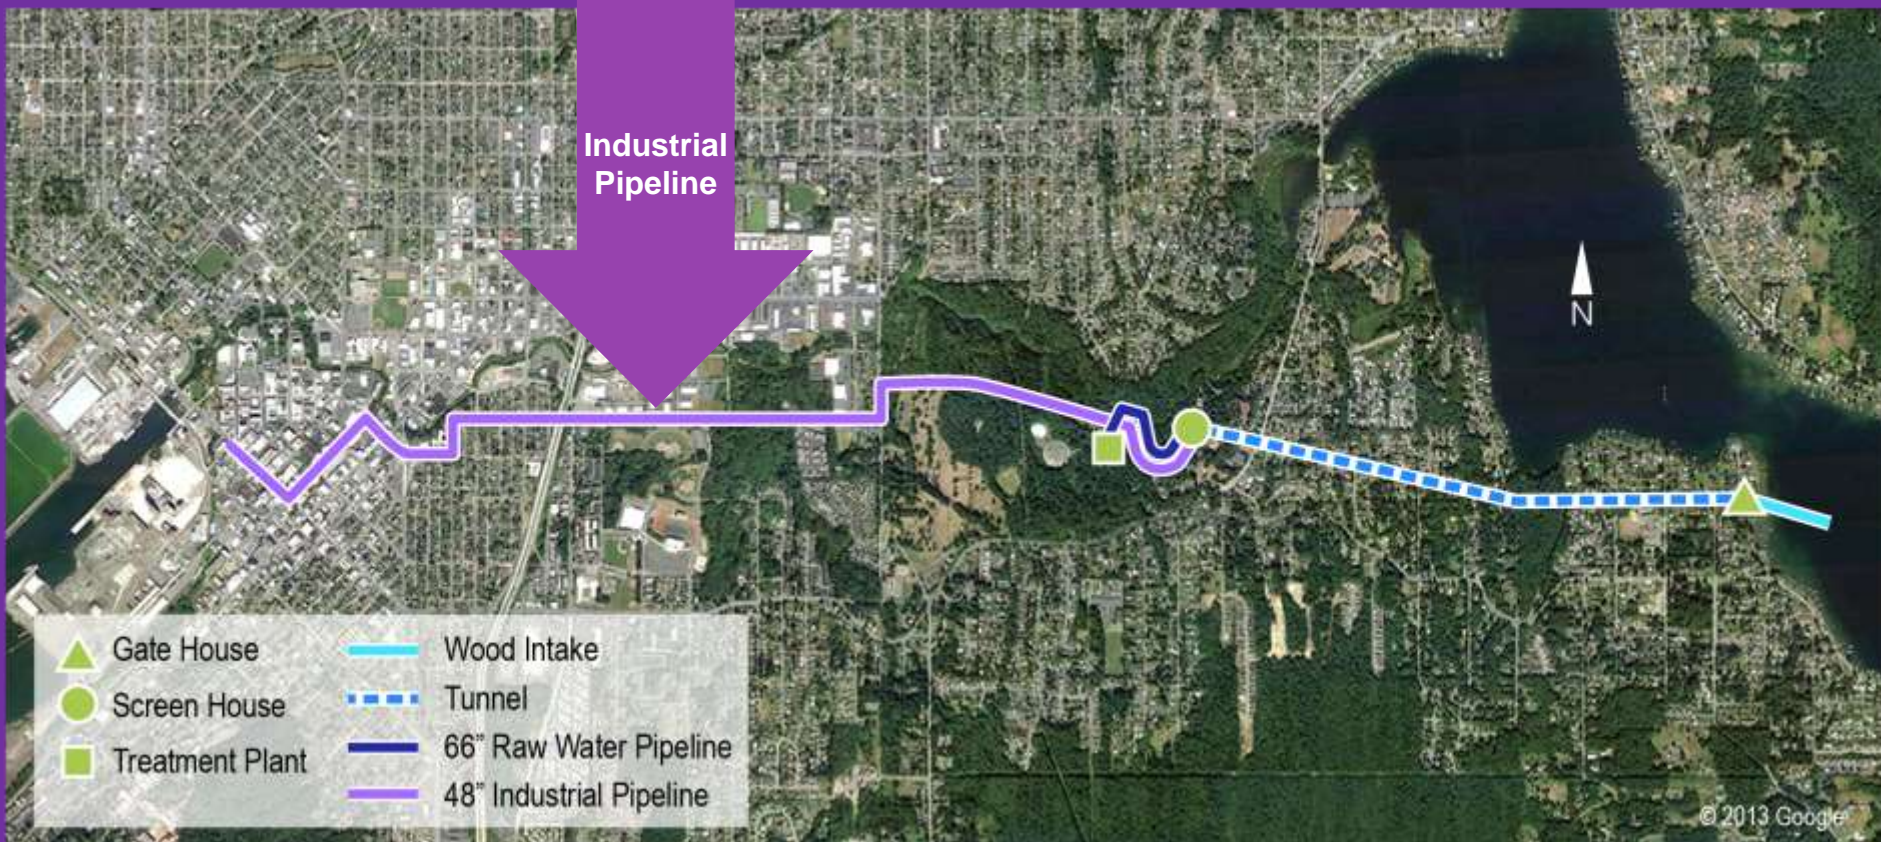 Industrial
Pipeline
N
Gate House
Screen House
Treatment Plant
Wood Intake
Tunnel
66” Raw Water Pipeline
48” Industrial Pipeline
© 2013 Google